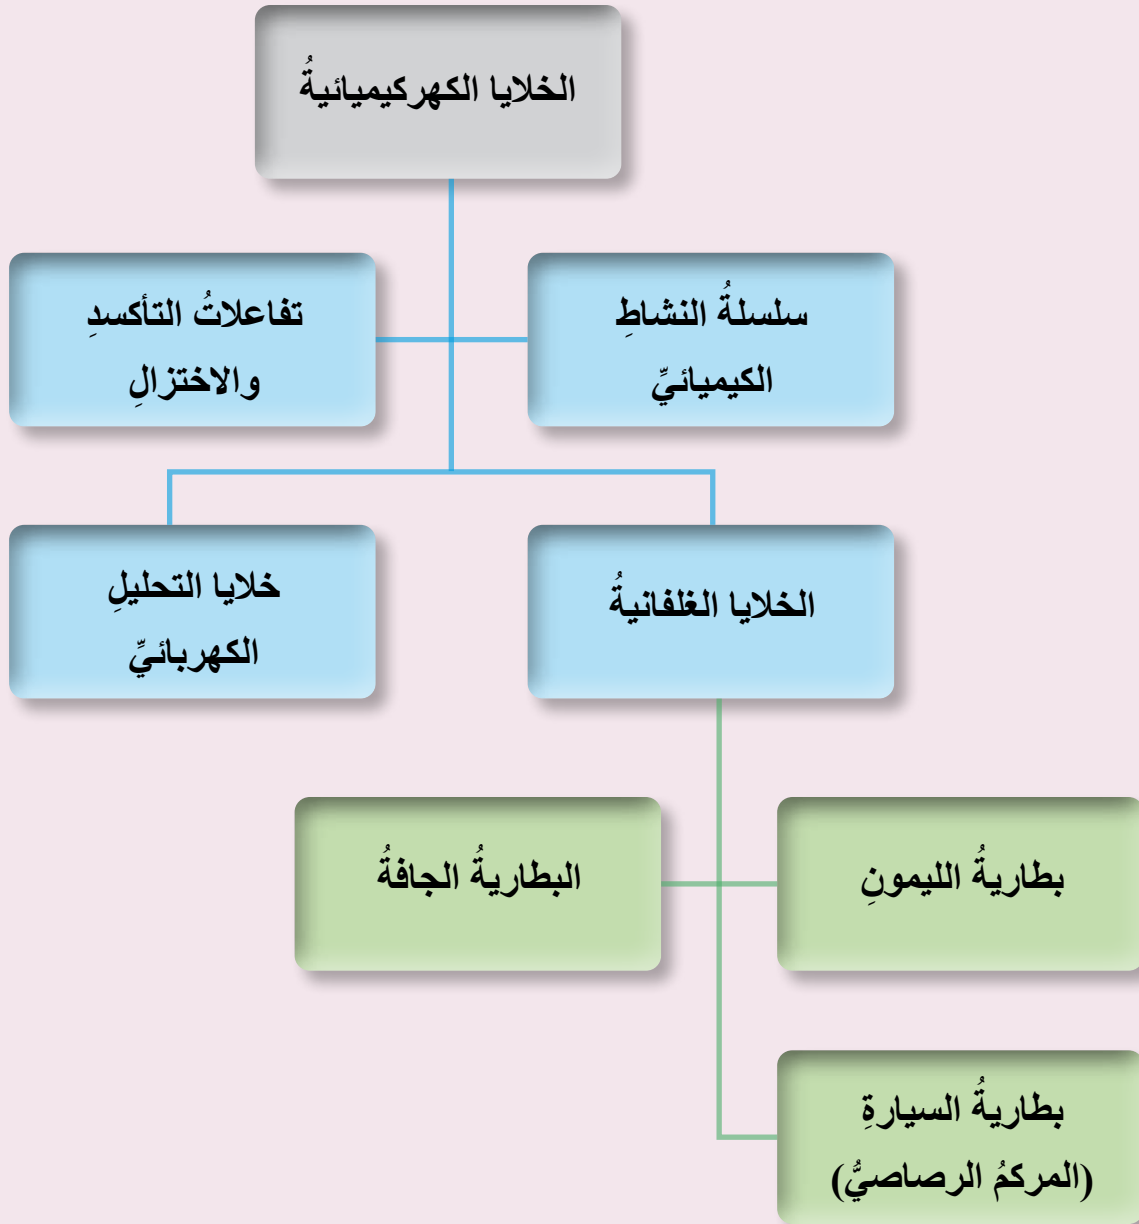 الخلايا الكهركيميائيةُ
سلسلةُ النشاطِ
الكيميائيِّ
تفاعلاتُ التأكسدِ
والاختزالِ
الخلايا الغلفانيةُ
خلايا التحليلِ
الكهربائيِّ
بطاريةُ الليمونِ
البطاريةُ الجافةُ
بطاريةُ السيارةِ
(المركمُ الرصاصيُّ)